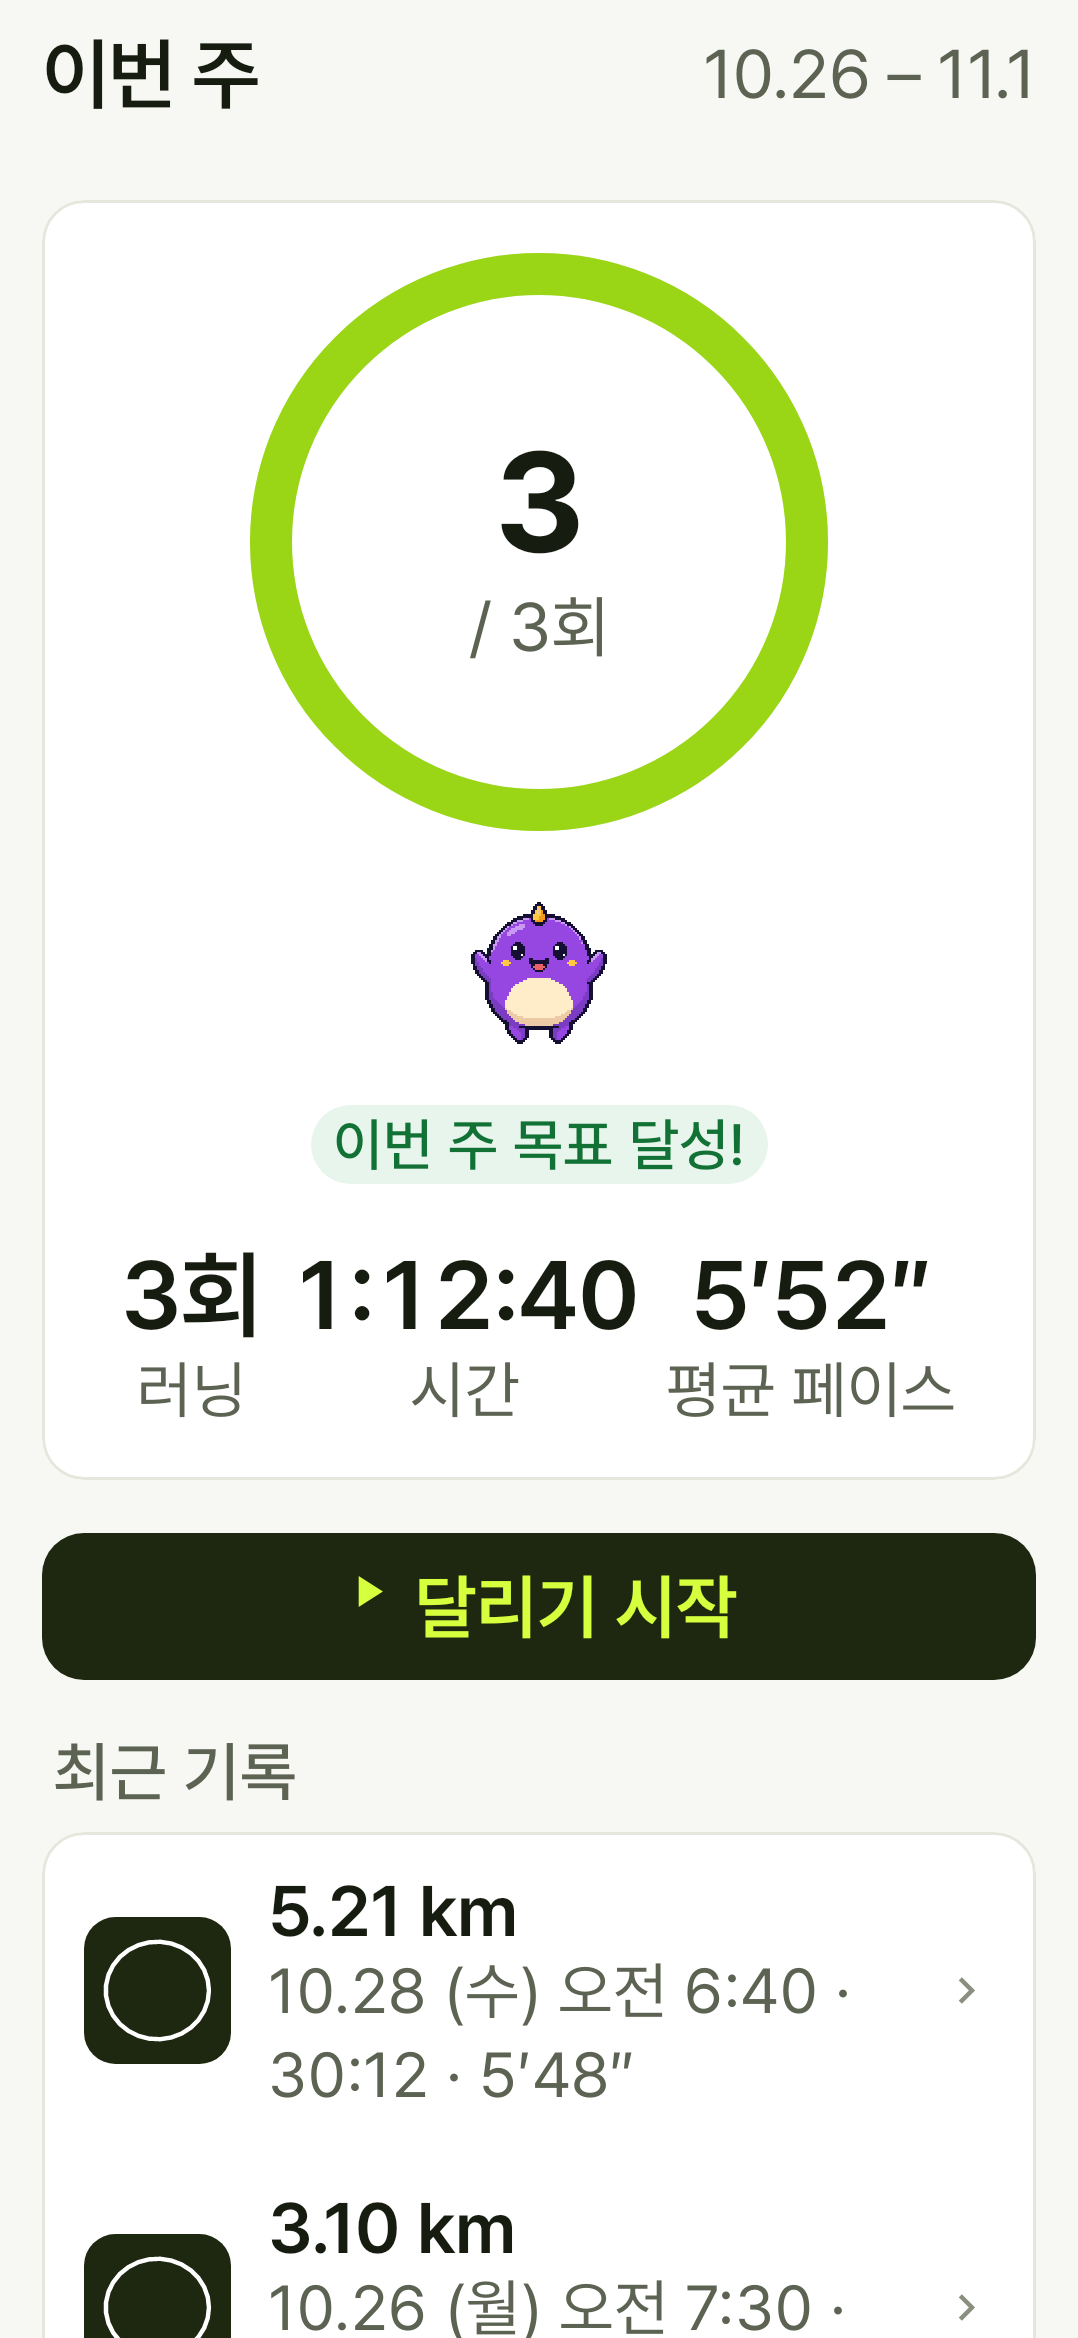 이번 주
10.26 – 11.1
3
/ 3회
이번 주 목표 달성!
3회 1:12:40 5′52″
러닝 시간 평균 페이스
달리기 시작
최근 기록
5.21 km
10.28 (수) 오전 6:40 ·
30:12 · 5′48″
3.10 km
10.26 (월) 오전 7:30 ·